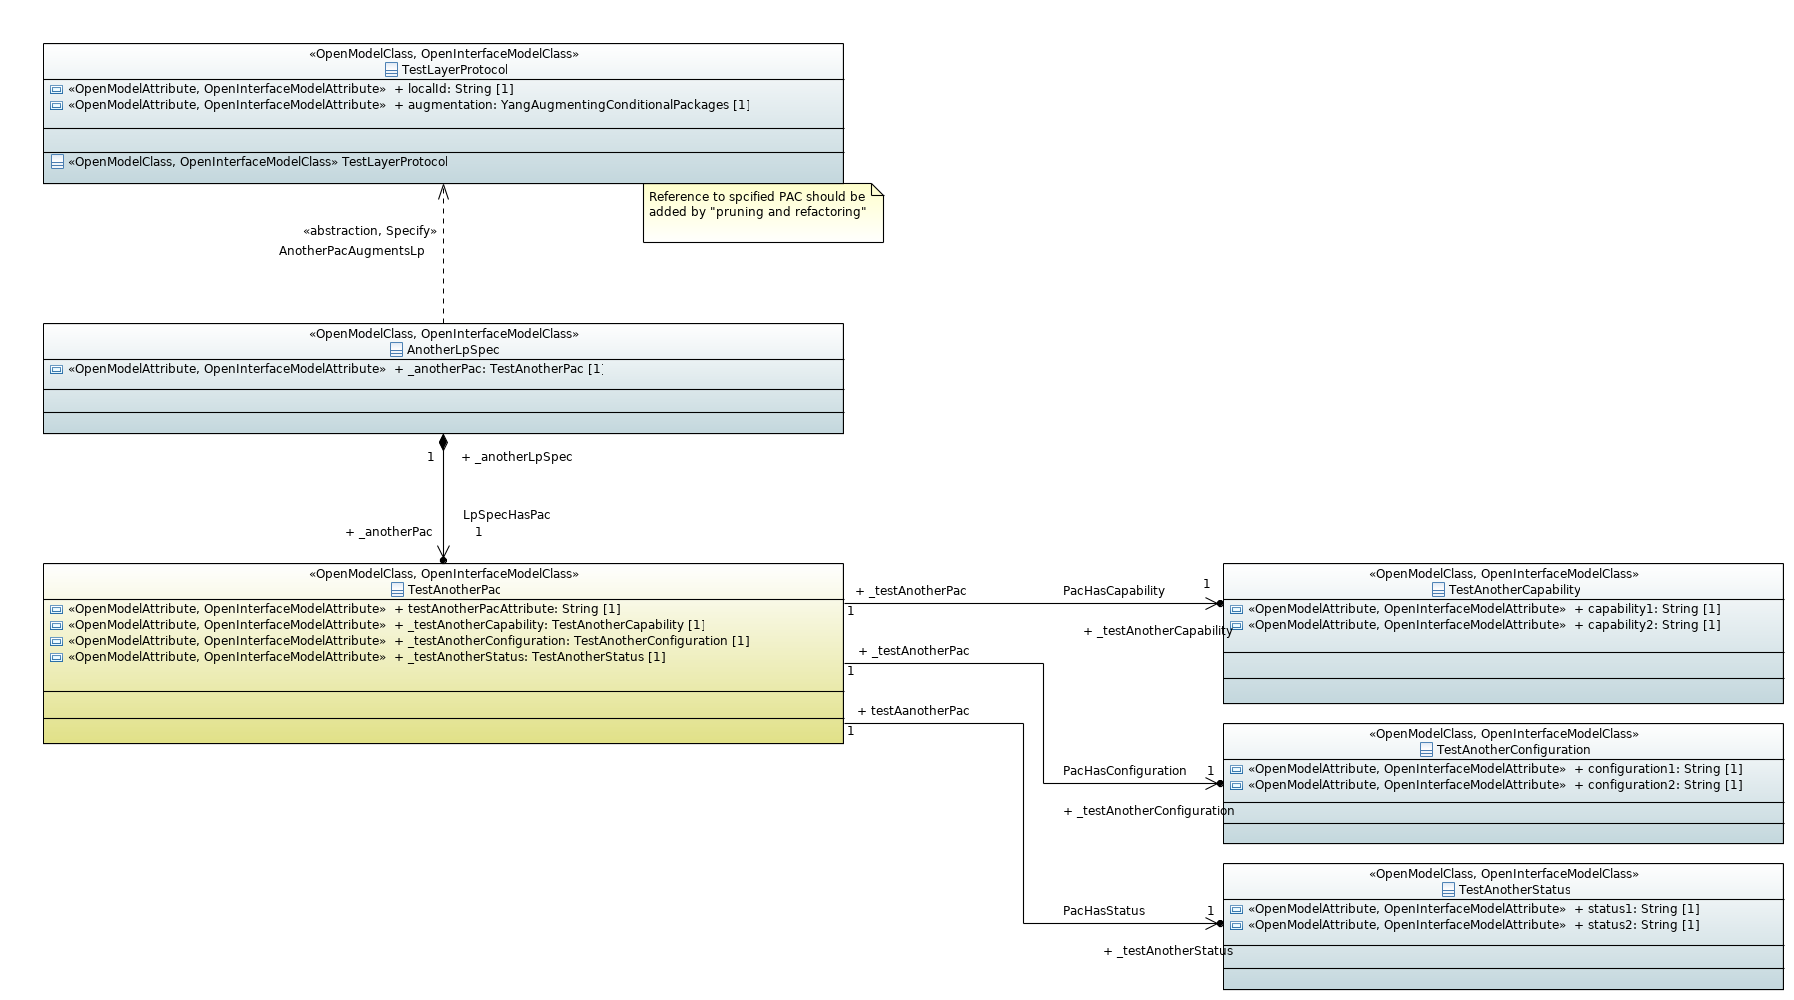 «OpenModelClass, OpenInterfaceModelClass»
TestLayerProtocol
«OpenModelAttribute, OpenInterfaceModelAttribute» + localId: String [1]
«OpenModelAttribute, OpenInterfaceModelAttribute» + augmentation: YangAugmentingConditionalPackages [1]
«OpenModelClass, OpenInterfaceModelClass» TestLayerProtocol
Reference to spcified PAC should be
added by "pruning and refactoring"
«abstraction, Specify»
AnotherPacAugmentsLp
«OpenModelClass, OpenInterfaceModelClass»
AnotherLpSpec
«OpenModelAttribute, OpenInterfaceModelAttribute» + _anotherPac: TestAnotherPac [1]
1 + _anotherLpSpec
LpSpecHasPac
+ _anotherPac 1
«OpenModelClass, OpenInterfaceModelClass»
TestAnotherPac
«OpenModelAttribute, OpenInterfaceModelAttribute» + testAnotherPacAttribute: String [1]
«OpenModelAttribute, OpenInterfaceModelAttribute» + _testAnotherCapability: TestAnotherCapability [1]
«OpenModelAttribute, OpenInterfaceModelAttribute» + _testAnotherConfiguration: TestAnotherConfiguration [1]
«OpenModelAttribute, OpenInterfaceModelAttribute» + _testAnotherStatus: TestAnotherStatus [1]
+ _testAnotherPac PacHasCapability 1
1
+ _testAnotherCapability
«OpenModelClass, OpenInterfaceModelClass»
TestAnotherCapability
«OpenModelAttribute, OpenInterfaceModelAttribute» + capability1: String [1]
«OpenModelAttribute, OpenInterfaceModelAttribute» + capability2: String [1]
+ _testAnotherPac
1
PacHasConfiguration 1
+ _testAnotherConfiguration
«OpenModelClass, OpenInterfaceModelClass»
TestAnotherConfiguration
«OpenModelAttribute, OpenInterfaceModelAttribute» + configuration1: String [1]
«OpenModelAttribute, OpenInterfaceModelAttribute» + configuration2: String [1]
+ testAanotherPac
1
PacHasStatus 1
+ _testAnotherStatus
«OpenModelClass, OpenInterfaceModelClass»
TestAnotherStatus
«OpenModelAttribute, OpenInterfaceModelAttribute» + status1: String [1]
«OpenModelAttribute, OpenInterfaceModelAttribute» + status2: String [1]